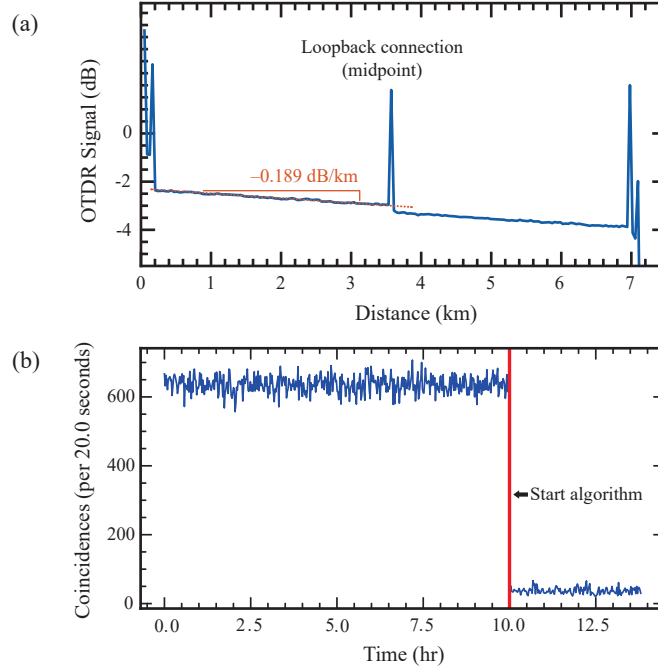 (a)
Loopback connection
(midpoint)
OTDR Signal (dB)
0
-2
-4
−0.189 dB/km
0 1 2 3 4 5 6 7
Distance (km)
(b)
Coincidences (per 20.0 seconds)
600
400
200
0
Start algorithm
0.0 2.5 5.0 7.5 10.0 12.5
Time (hr)